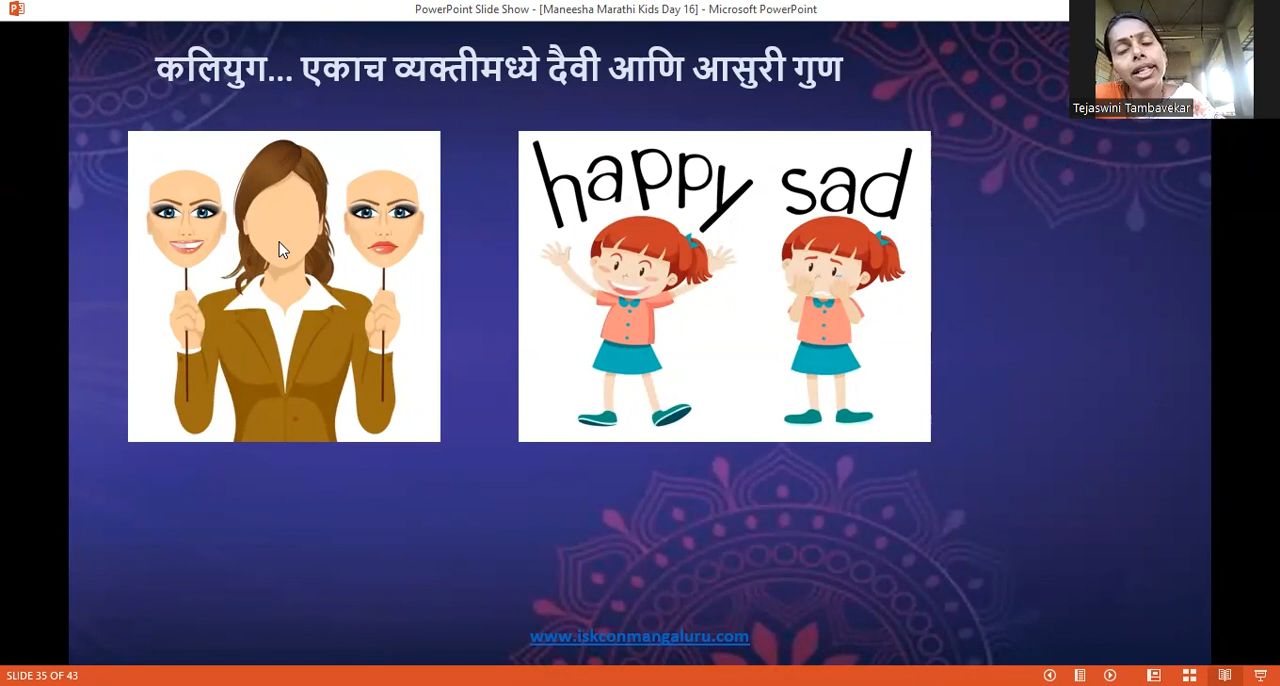 PowerPoint Slide Show - [Maneesha Marathi Kids Day 16] - Microsoft PowerPoint
कलियुग... एकाच व्यक्तीमध्ये दैवी आणि आसुरी गुण
Tejaswini Tambavekar
happy sad
www.iskconmangaluru.com
SLIDE 35 OF 43